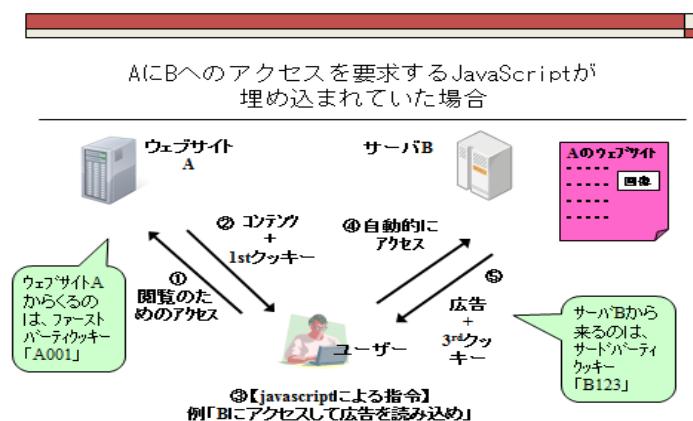 AにBへのアクセスを要求するJavaScriptが
埋め込まれていた場合
ウェブサイト
A
サーバB
Aのウェブサイト
画像
② コンテンツ
+
1stクッキー
④自動的に
アクセス
①
閲覧のた
めのアクセス
⑤
広告
+
3rdクッ
キー
ウェブサイトA
からくるの
は、ファースト
パーティクッキー
「A001」
サーバBから
来るのは、
サードパーティ
クッキー
「B123」
ユーザー
③【javascriptによる指令】
例「Bにアクセスして広告を読み込め」